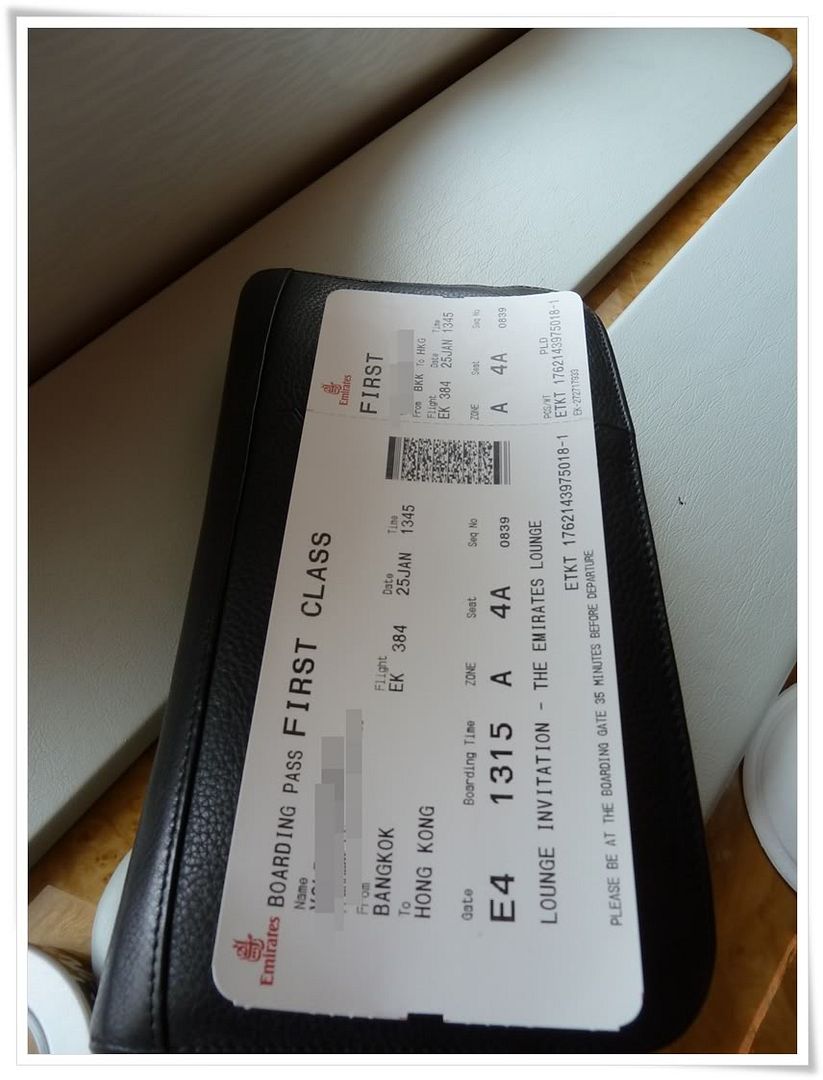 Emirates BOARDING PASS FIRST CLASS
Name
From
BANGKOK
To
HONG KONG
Flight Date Time
EK 384 25JAN 1345
Gate Boarding Time ZONE Seat Seq No
E4 1315 A 4A 0839
LOUNGE INVITATION - THE EMIRATES LOUNGE
ETKT 1762143975018-1
PLEASE BE AT THE BOARDING GATE 35 MINUTES BEFORE DEPARTURE
Emirates
FIRST
From BKK To HKG
Flight Date Time
EK 384 25JAN 1345
ZONE Seat Seq No
A 4A 0839
PCS/WT PLD
ETKT 1762143975018-1